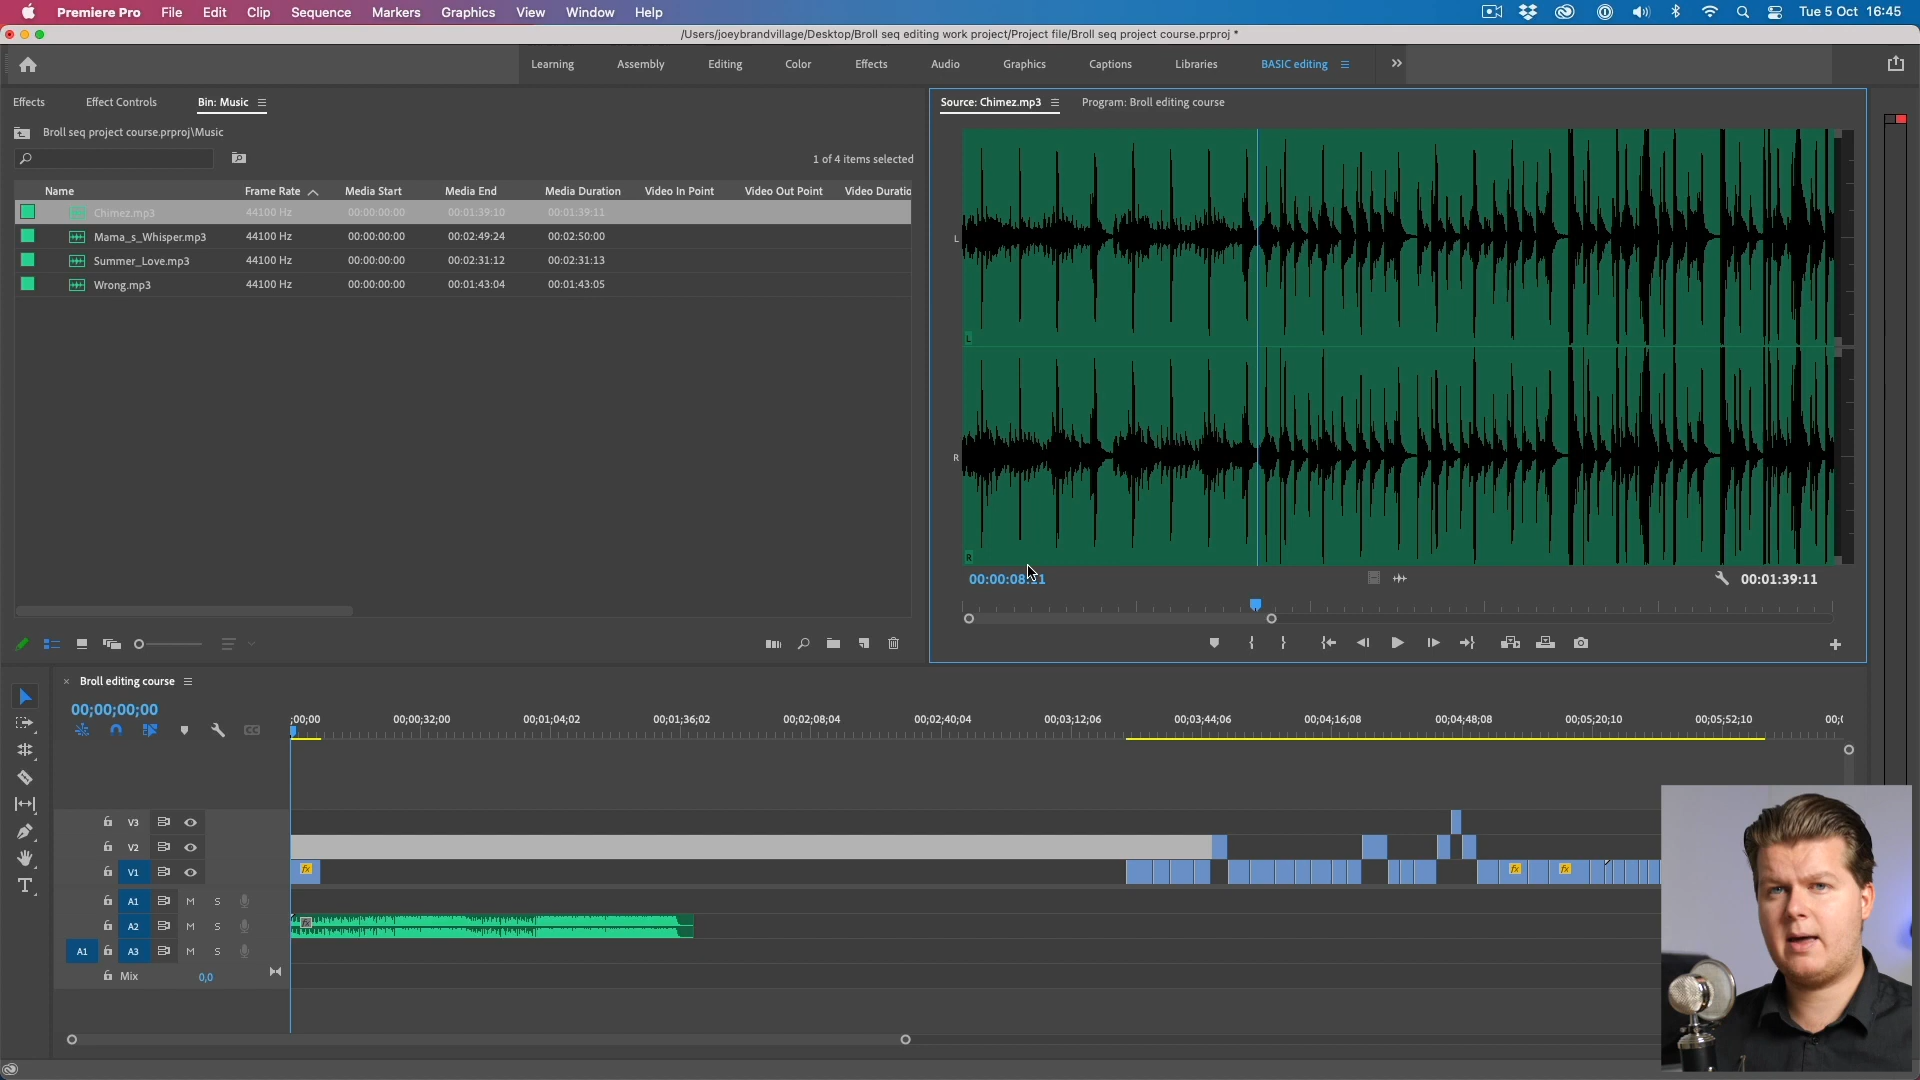 Premiere Pro File Edit Clip Sequence Markers Graphics View Window Help Tue 5 Oct 16:45
/Users/joeybrandvillage/Desktop/Broll seq editing work project/Project file/Broll seq project course.prproj *
Learning Assembly Editing Color Effects Audio Graphics Captions Libraries BASIC editing
Effects Effect Controls Bin: Music
Source: Chimez.mp3 Program: Broll editing course
Broll seq project course.prproj\Music
1 of 4 items selected
Name Frame Rate Media Start Media End Media Duration Video In Point Video Out Point Video Duratio
Chimez.mp3 44100 Hz 00:00:00:00 00:01:39:10 00:01:39:11
Mama_s_Whisper.mp3 44100 Hz 00:00:00:00 00:02:49:24 00:02:50:00
Summer_Love.mp3 44100 Hz 00:00:00:00 00:02:31:12 00:02:31:13
Wrong.mp3 44100 Hz 00:00:00:00 00:01:43:04 00:01:43:05
L
L
R
R
00:00:08:11 00:01:39:11
Broll editing course
00;00;00;00
;00;00 00;00;32;00 00;01;04;02 00;01;36;02 00;02;08;04 00;02;40;04 00;03;12;06 00;03;44;06 00;04;16;08 00;04;48;08 00;05;20;10 00;05;52;10 00;(
V3
V2
V1 fx fx fx
A1 M S
A2 M S
A1 A3 M S
Mix 0,0